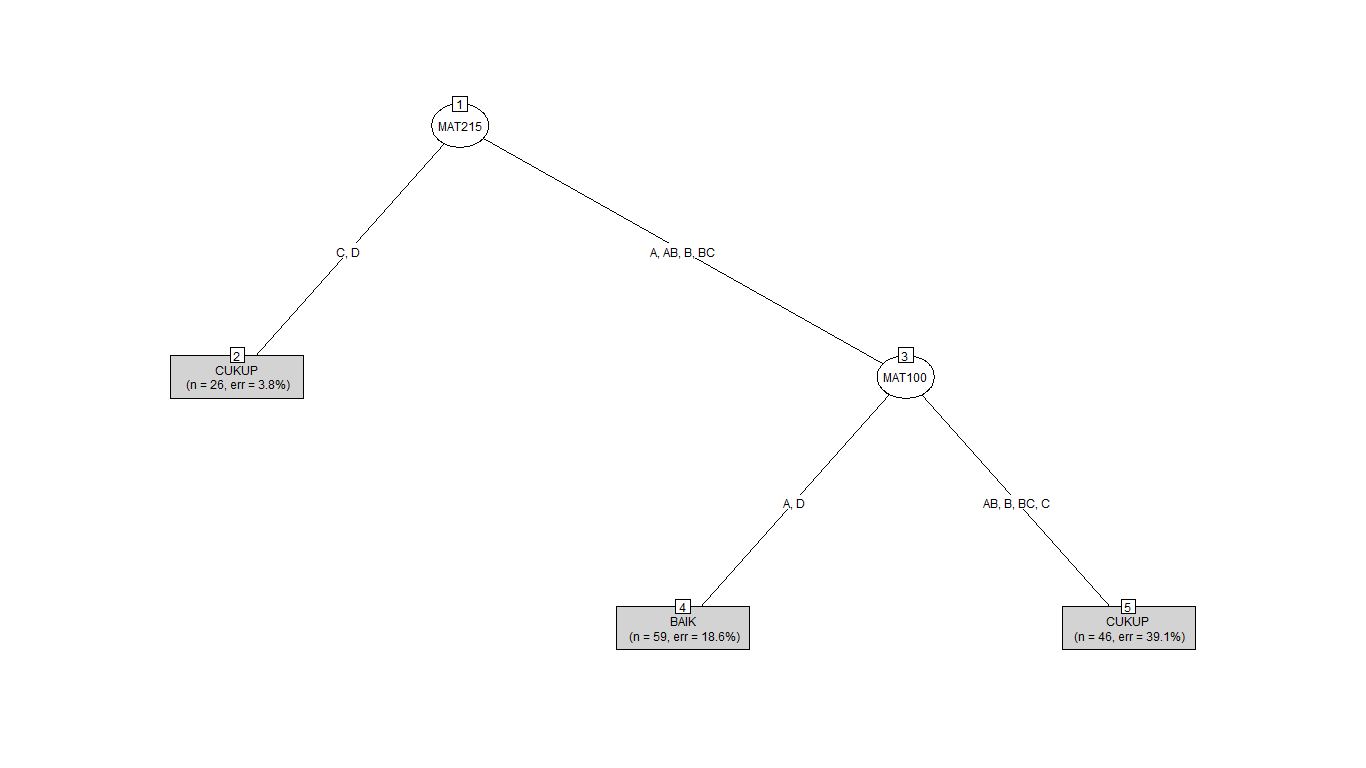 1
MAT215
C, D
A, AB, B, BC
2
CUKUP
(n = 26, err = 3.8%)
3
MAT100
A, D
AB, B, BC, C
4
BAIK
(n = 59, err = 18.6%)
5
CUKUP
(n = 46, err = 39.1%)